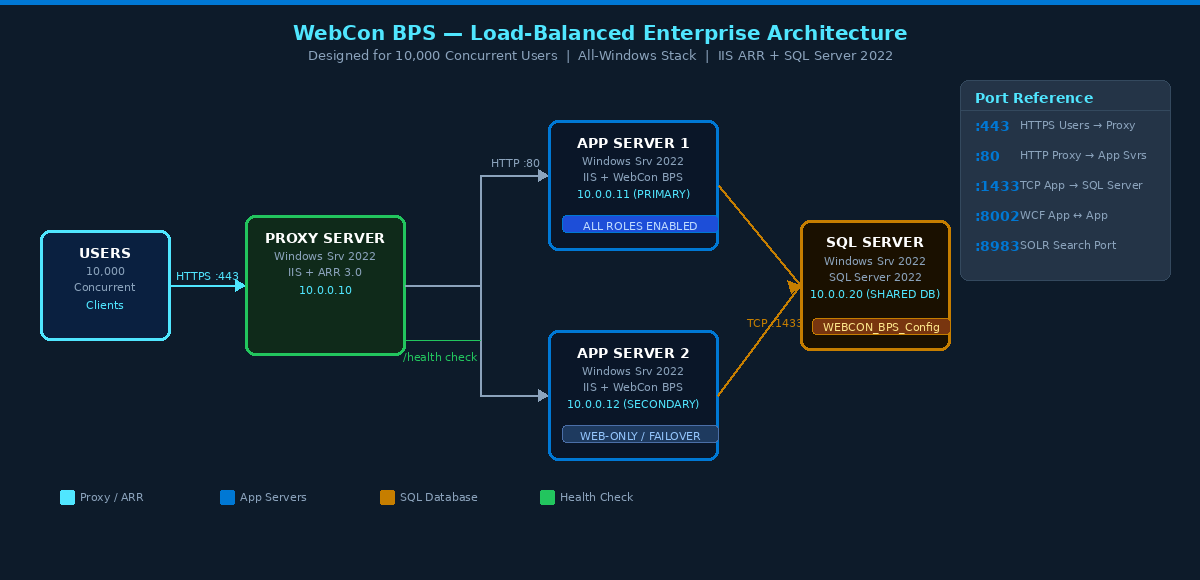 WebCon BPS — Load-Balanced Enterprise Architecture
Designed for 10,000 Concurrent Users | All-Windows Stack | IIS ARR + SQL Server 2022
USERS
10,000
Concurrent
Clients
HTTPS :443
PROXY SERVER
Windows Srv 2022
IIS + ARR 3.0
10.0.0.10
/health check
HTTP :80
APP SERVER 1
Windows Srv 2022
IIS + WebCon BPS
10.0.0.11 (PRIMARY)
ALL ROLES ENABLED
APP SERVER 2
Windows Srv 2022
IIS + WebCon BPS
10.0.0.12 (SECONDARY)
WEB-ONLY / FAILOVER
TCP :1433
SQL SERVER
Windows Srv 2022
SQL Server 2022
10.0.0.20 (SHARED DB)
WEBCON_BPS_Config
Port Reference
:443 HTTPS Users → Proxy
:80 HTTP Proxy → App Svrs
:1433 TCP App → SQL Server
:8002 WCF App ↔ App
:8983 SOLR Search Port
Proxy / ARR
App Servers
SQL Database
Health Check